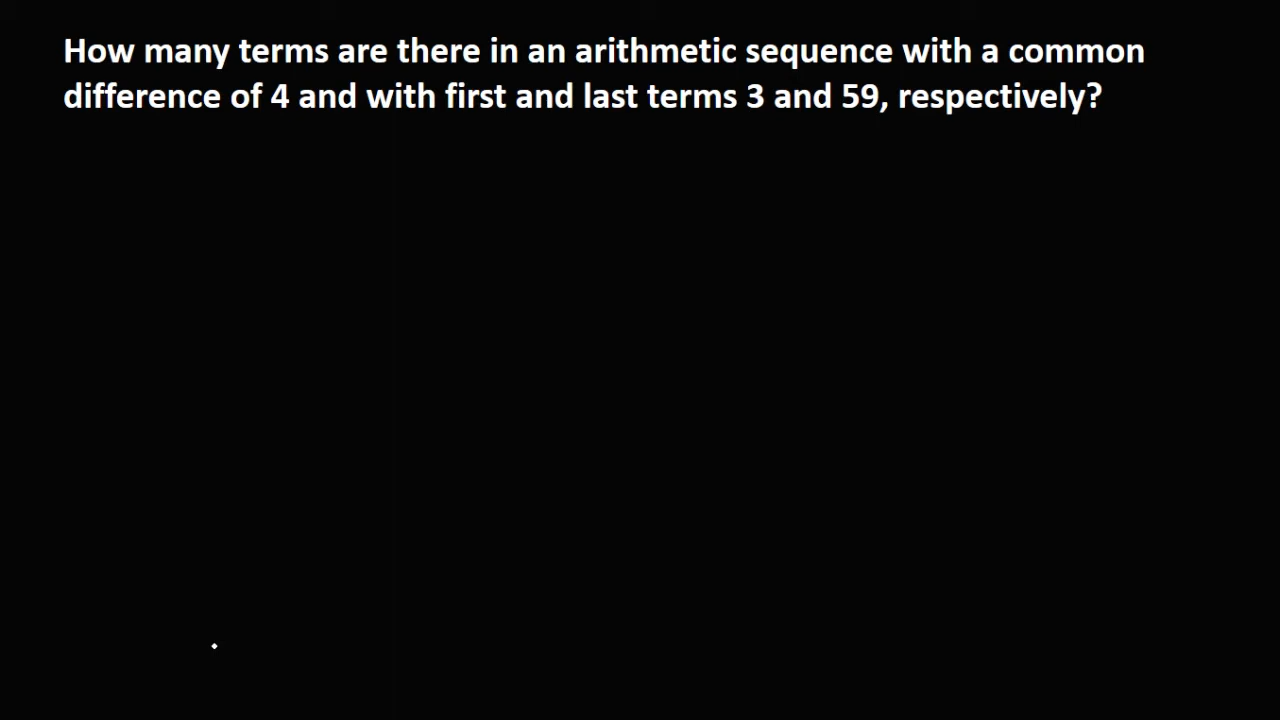 How many terms are there in an arithmetic sequence with a common
difference of 4 and with first and last terms 3 and 59, respectively?